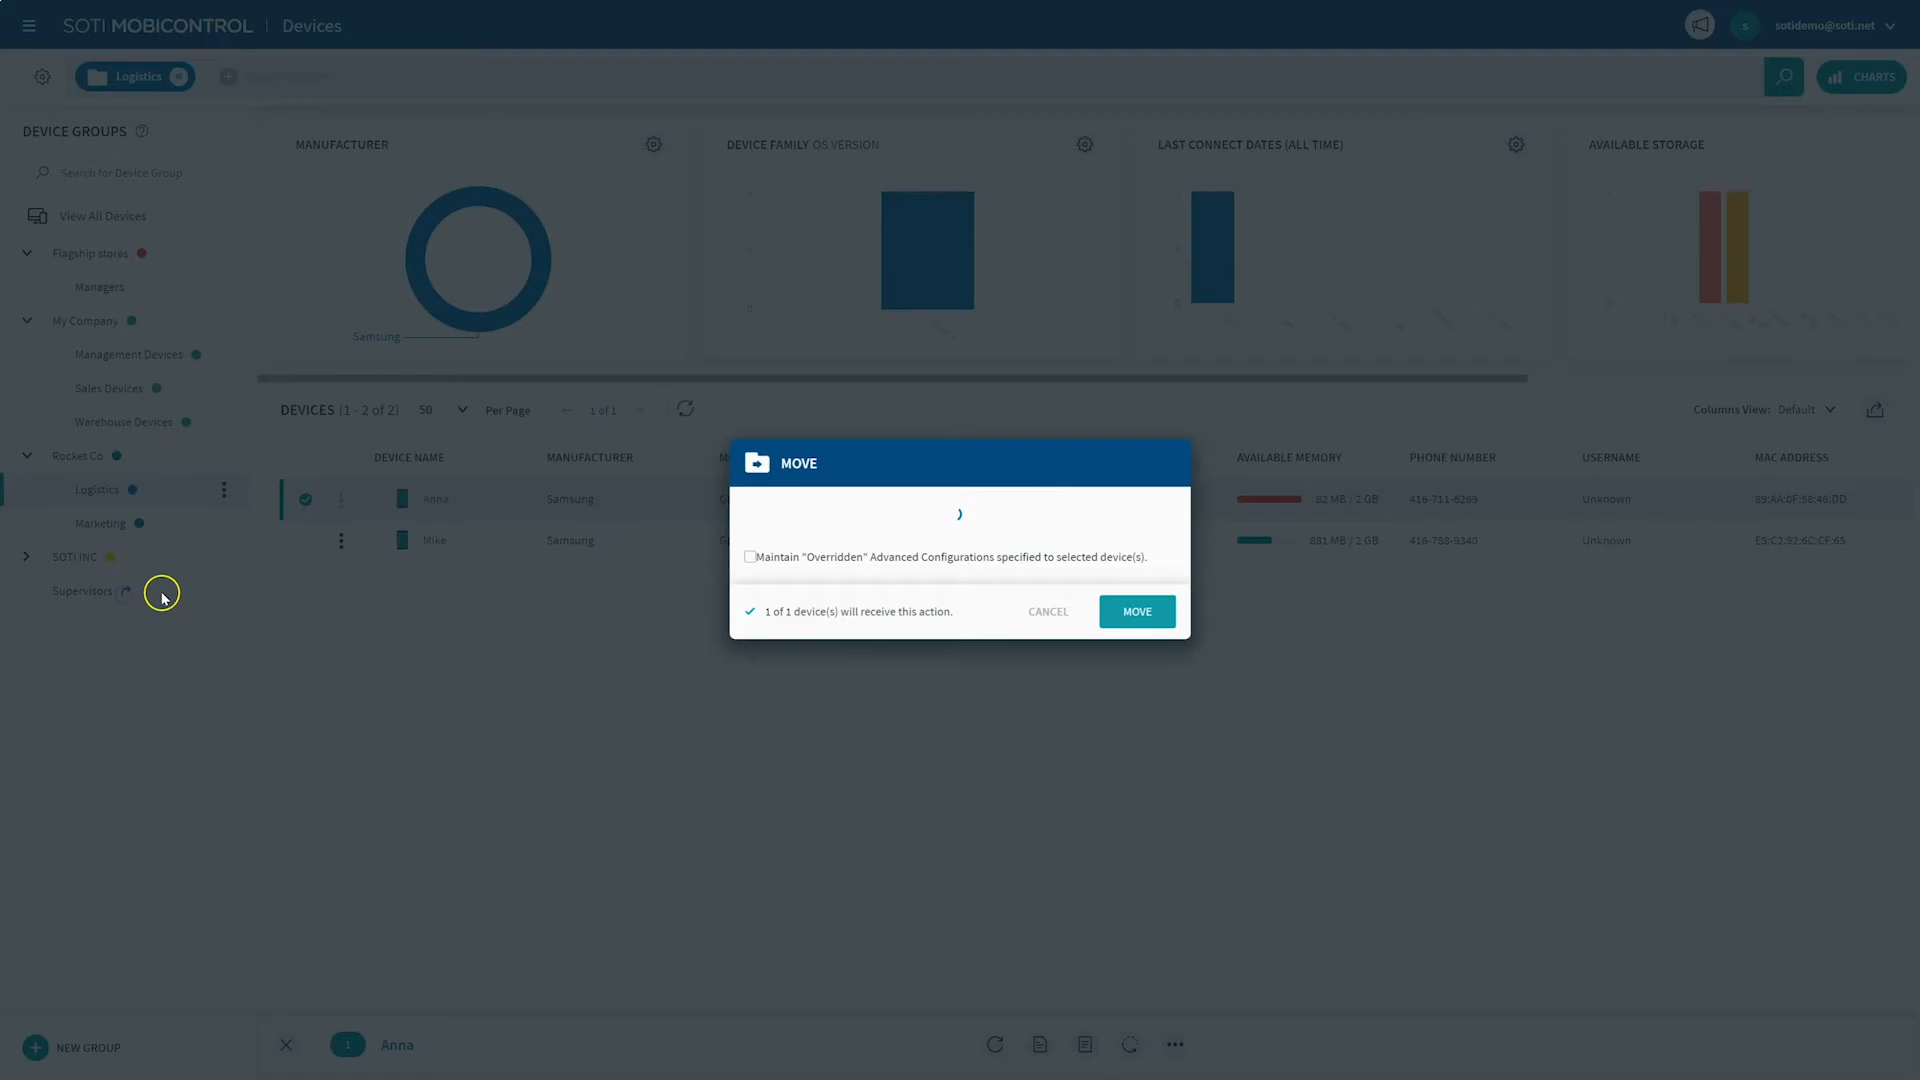 SOTI MOBICONTROL | Devices
s
sotidemo@soti.net
Logistics
CHARTS
DEVICE GROUPS
Search for Device Group
View All Devices
Flagship stores
Managers
My Company
Management Devices
Sales Devices
Warehouse Devices
Rocket Co
Logistics
Marketing
SOTI INC
Supervisors
NEW GROUP
MANUFACTURER
Samsung
DEVICE FAMILY OS VERSION
0
LAST CONNECT DATES (ALL TIME)
0
AVAILABLE STORAGE
DEVICES (1 - 2 of 2) 50 Per Page 1 of 1
Columns View: Default
DEVICE NAME MANUFACTURER AVAILABLE MEMORY PHONE NUMBER USERNAME MAC ADDRESS
Anna Samsung 82 MB / 2 GB 416-711-6269 Unknown 89:AA:0F:58:46:DD
Mike Samsung 881 MB / 2 GB 416-788-9340 Unknown E5:C2:92:6C:CE:65
MOVE
Maintain "Overridden" Advanced Configurations specified to selected device(s).
1 of 1 device(s) will receive this action.
CANCEL
MOVE
1
Anna